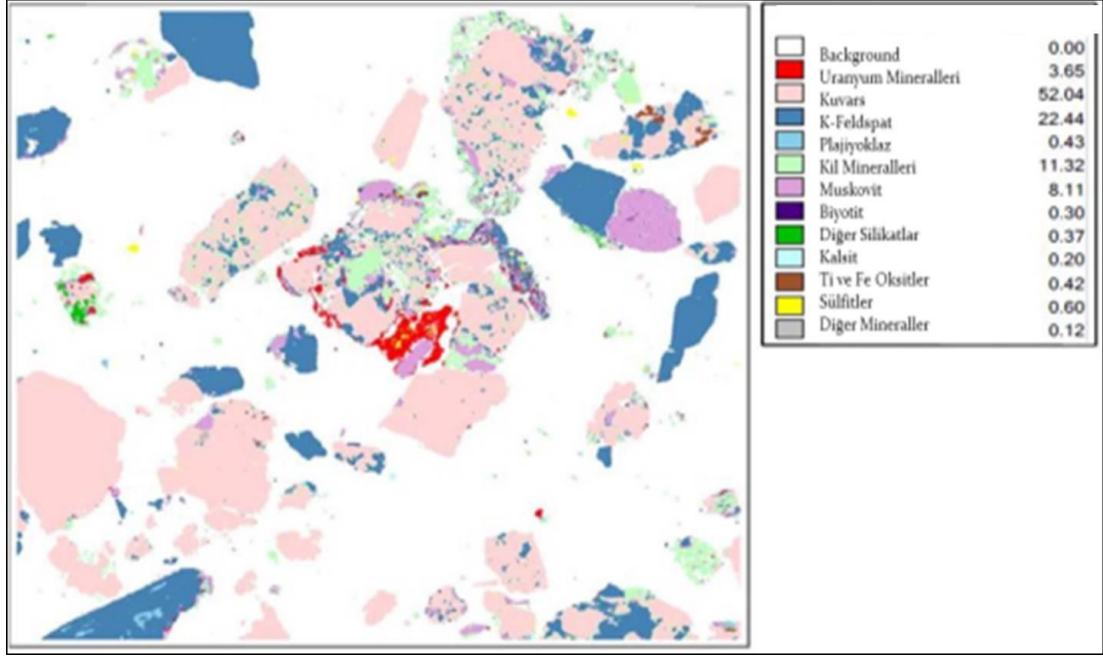 Background 0.00
Uranyum Mineralleri 3.65
Kuvars 52.04
K-Feldspat 22.44
Plajiyoklaz 0.43
Kil Mineralleri 11.32
Muskovit 8.11
Biyotit 0.30
Diğer Silikatlar 0.37
Kalsit 0.20
Ti ve Fe Oksitler 0.42
Sülfitler 0.60
Diğer Mineraller 0.12